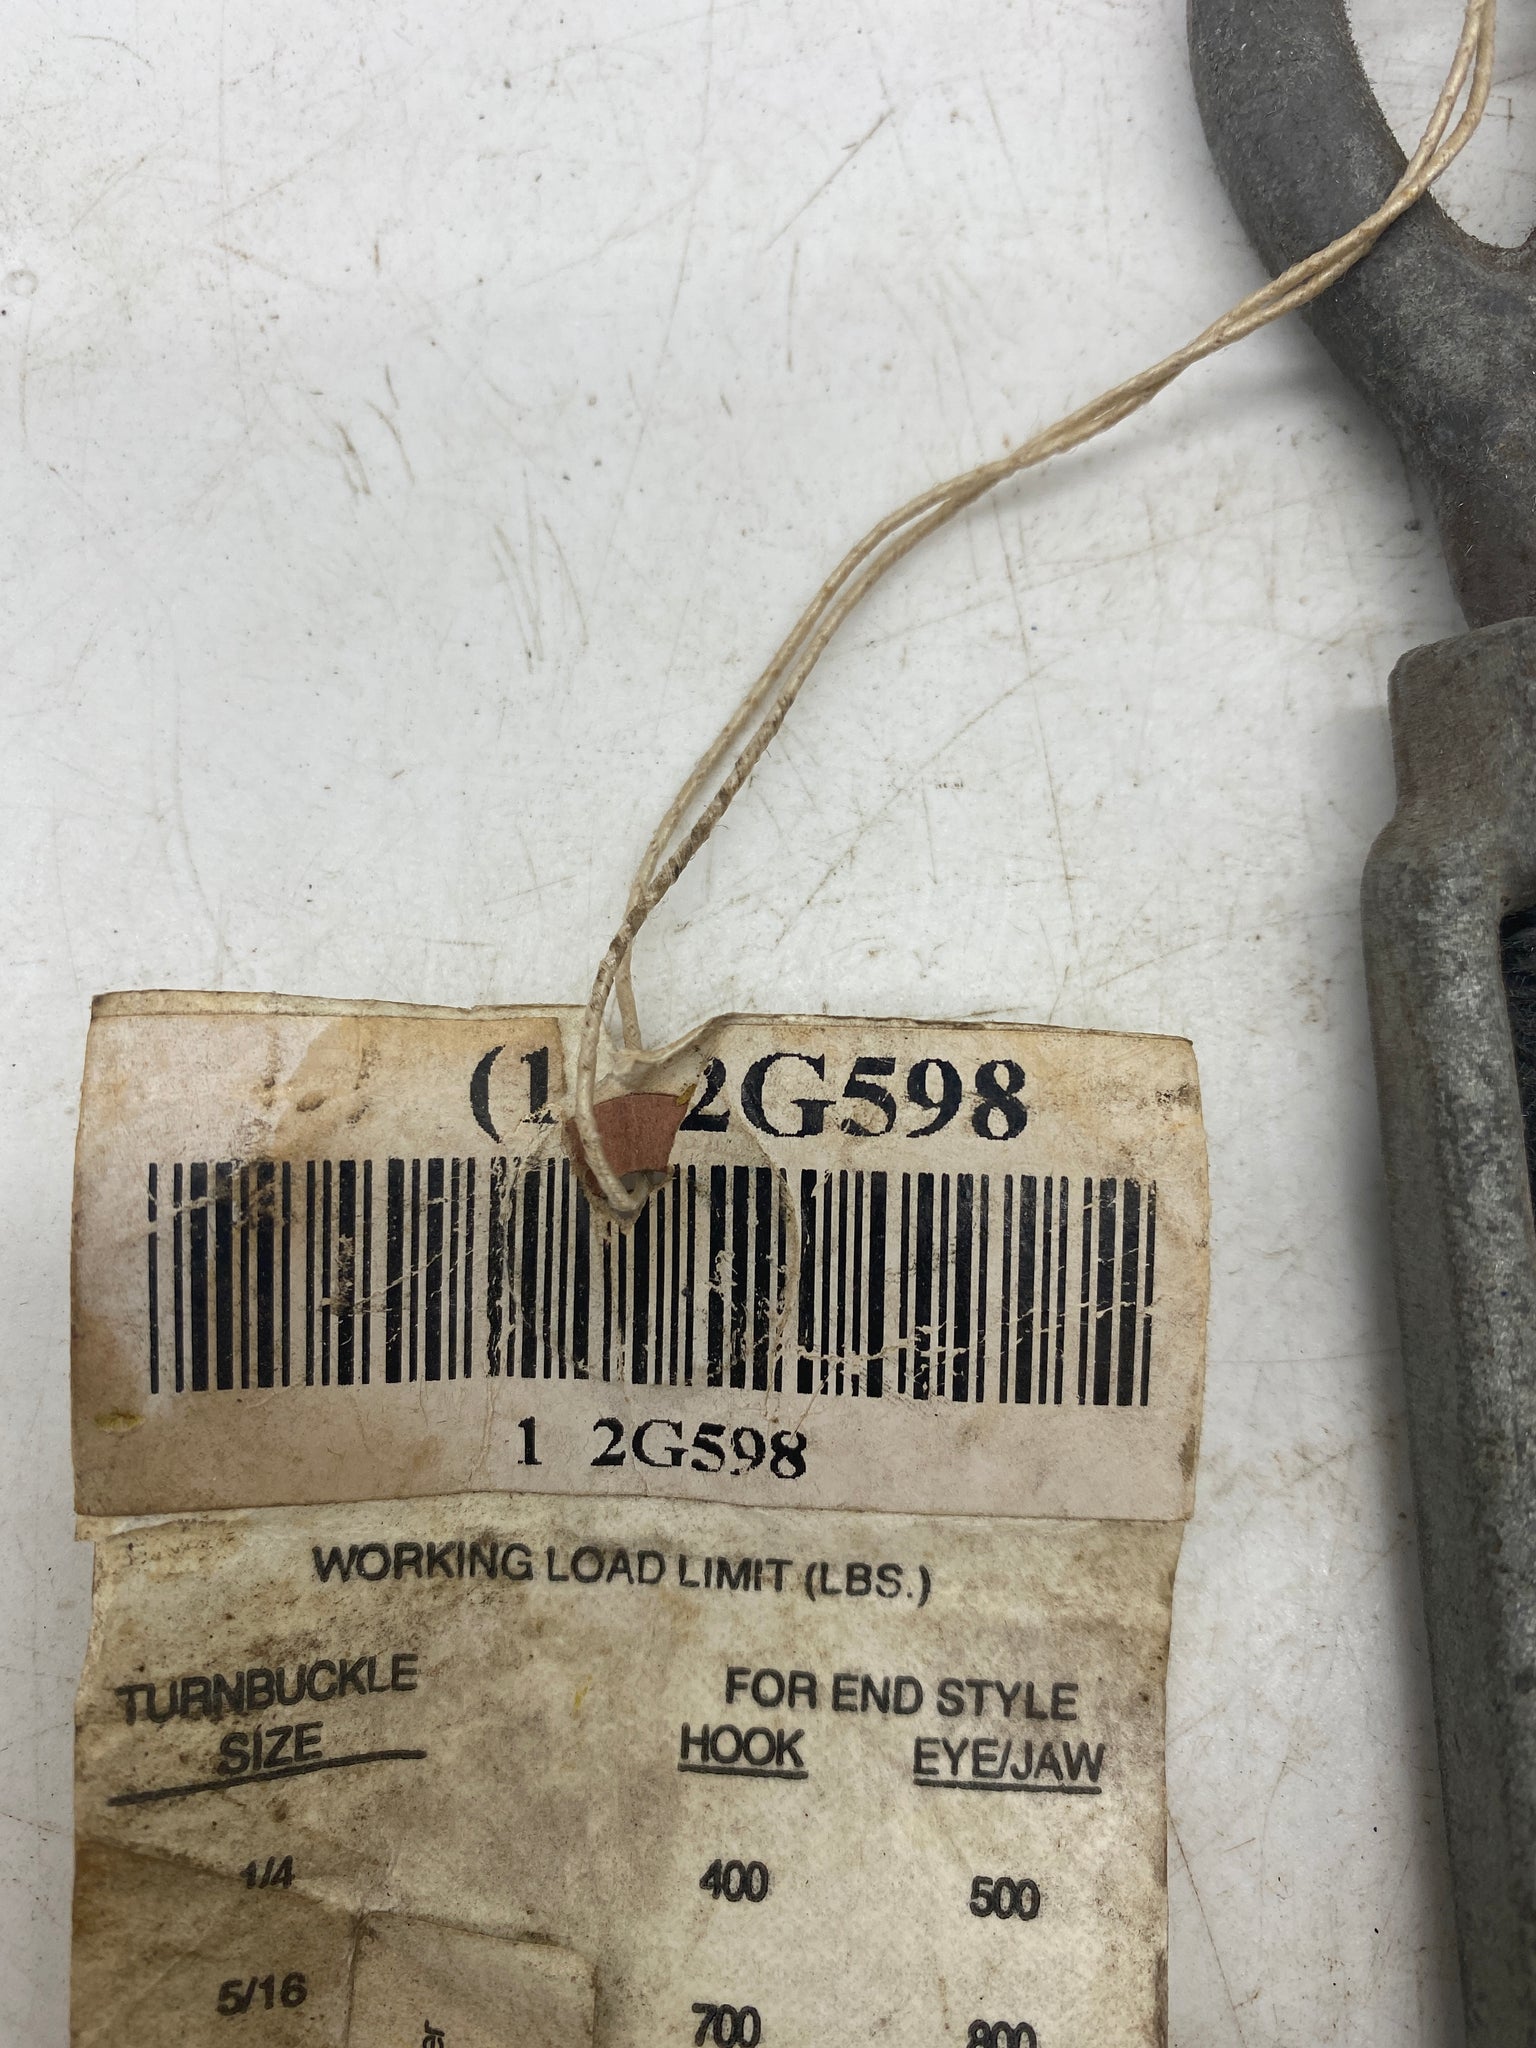 (1 2G598
1 2G598
WORKING LOAD LIMIT (LBS.)
TURNBUCKLE
SIZE
FOR END STYLE
HOOK EYE/JAW
1/4 400 500
5/16 700 800